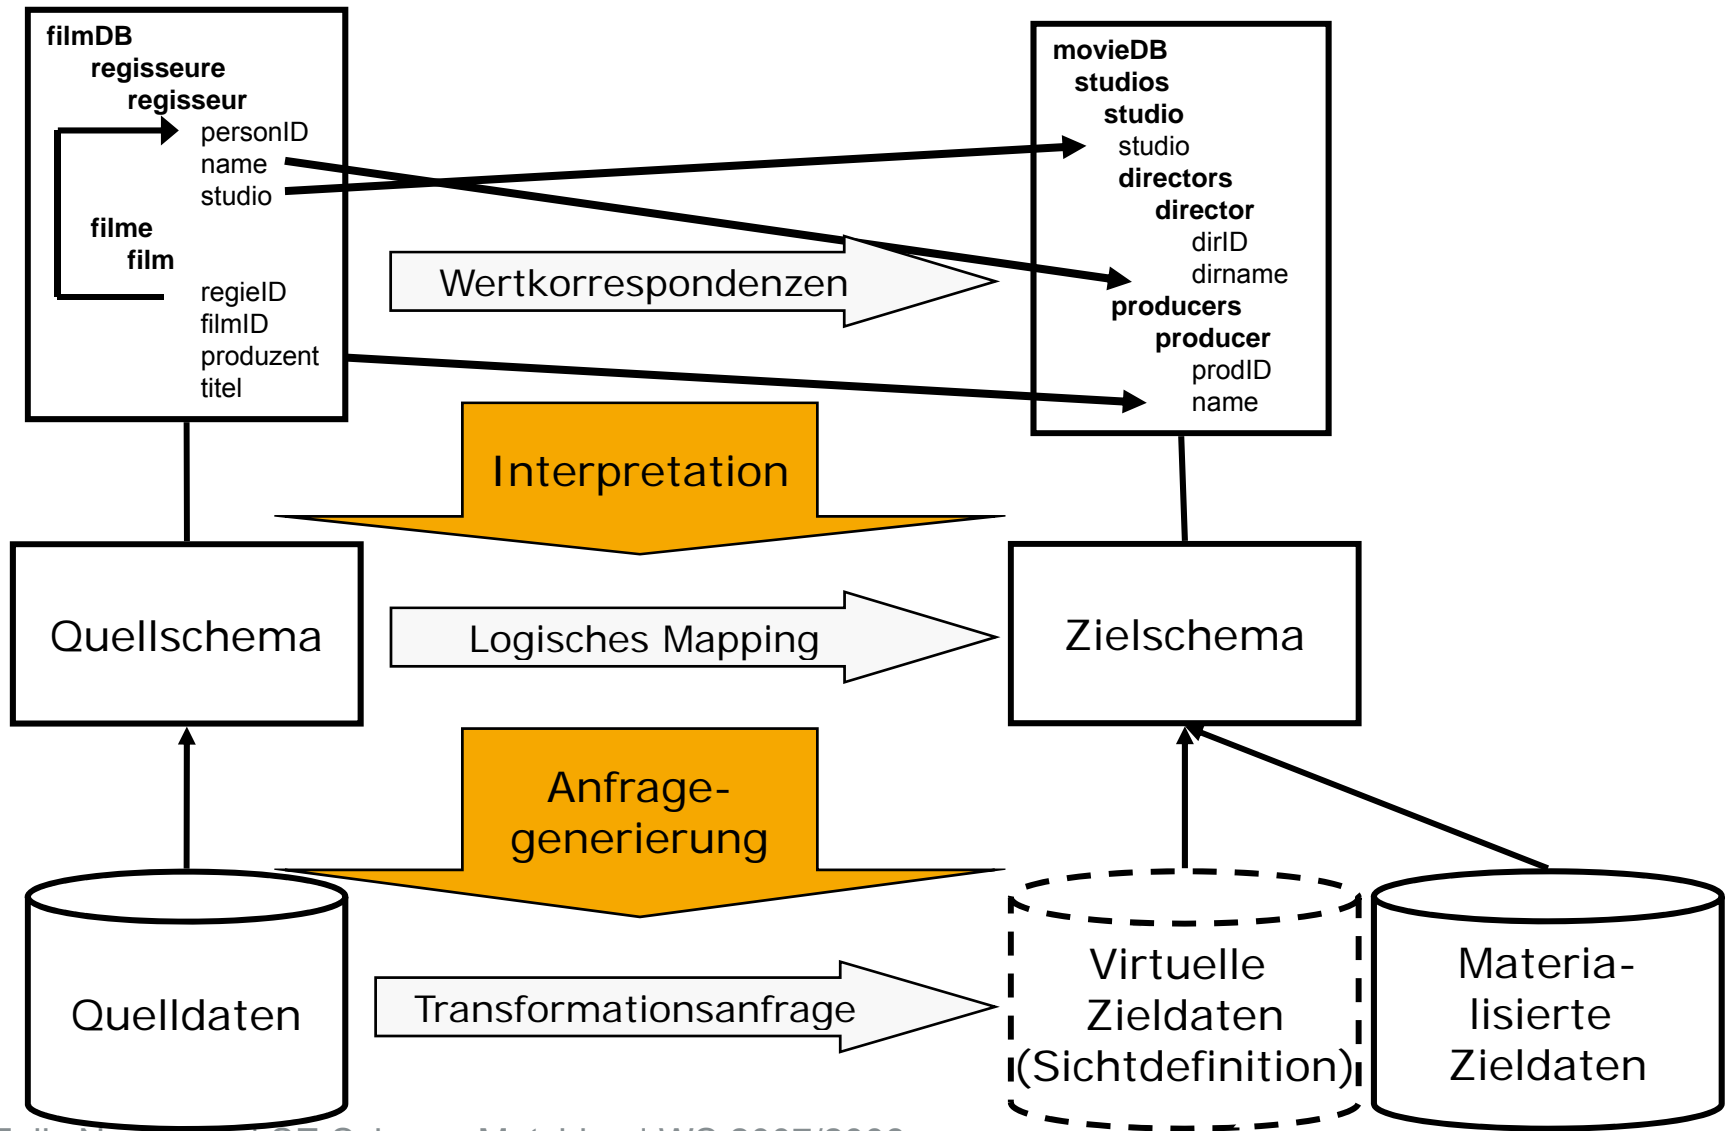 filmDB
regisseure
regisseur
personID
name
studio
filme
film
regieID
filmID
produzent
titel
movieDB
studios
studio
studio
directors
director
dirID
dirname
producers
producer
prodID
name
Wertkorrespondenzen
Interpretation
Quellschema
Logisches Mapping
Zielschema
Anfrage-
generierung
Quelldaten
Transformationsanfrage
Virtuelle
Zieldaten
(Sichtdefinition)
Materia-
lisierte
Zieldaten